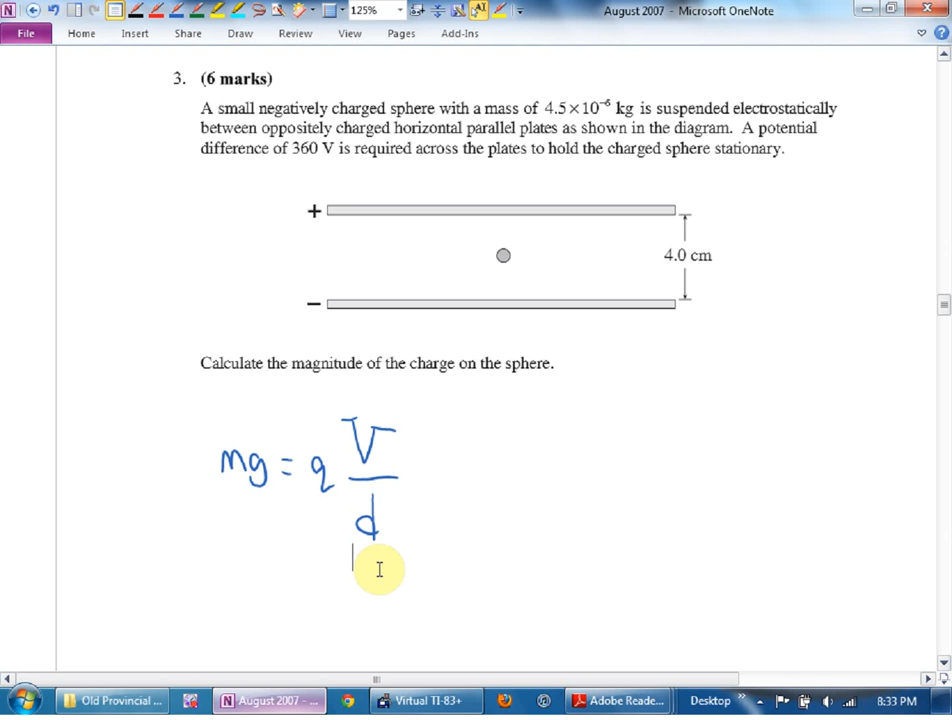 125%
August 2007 - Microsoft OneNote
File Home Insert Share Draw Review View Pages Add-Ins
3. (6 marks)
A small negatively charged sphere with a mass of 4.5×10⁻⁶ kg is suspended electrostatically
between oppositely charged horizontal parallel plates as shown in the diagram. A potential
difference of 360 V is required across the plates to hold the charged sphere stationary.
+
4.0 cm
−
Calculate the magnitude of the charge on the sphere.
mg = q V
d
Old Provincial ... August 2007 - ... Virtual TI-83+ Adobe Reade... Desktop 8:33 PM